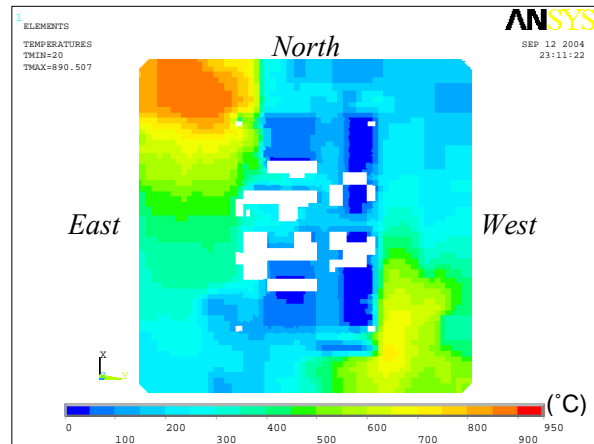 1
ELEMENTS
ANSYS
TEMPERATURES
TMIN=20
TMAX=890.507
SEP 12 2004
23:11:22
North
East
West
X
Z Y
0 200 400 500 600 800 950
100 300 500 700 900
(°C)